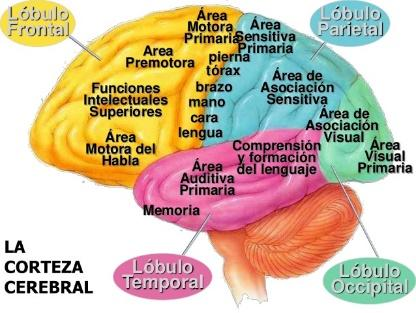 Lóbulo
Frontal
Lóbulo
Parietal
Área
Motora
Primaria
Área
Sensitiva
Primaria
Área
Premotora
pierna
tórax
brazo
mano
cara
lengua
Funciones
Intelectuales
Superiores
Área de
Asociación
Sensitiva
Área
Motora del
Habla
Área de
Asociación
Visual
Área
Visual
Primaria
Comprensión
y formación
del lenguaje
Área
Auditiva
Primaria
Memoria
LA
CORTEZA
CEREBRAL
Lóbulo
Temporal
Lóbulo
Occipital